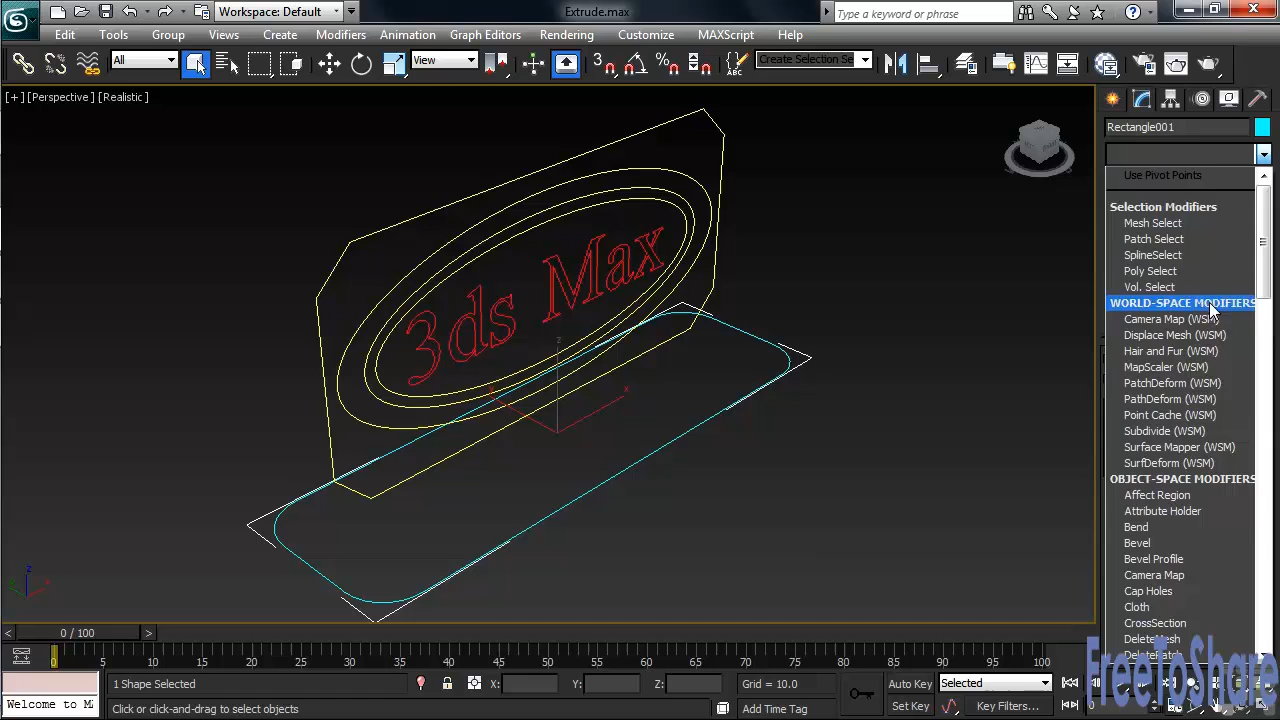 Workspace: Default
Extrude.max
Type a keyword or phrase
Edit Tools Group Views Create Modifiers Animation Graph Editors Rendering Customize MAXScript Help
All
View
Create Selection Se
[+] [Perspective] [Realistic]
Rectangle001
Use Pivot Points
Selection Modifiers
Mesh Select
Patch Select
SplineSelect
Poly Select
Vol. Select
WORLD-SPACE MODIFIERS
Camera Map (WSM)
Displace Mesh (WSM)
Hair and Fur (WSM)
MapScaler (WSM)
PatchDeform (WSM)
PathDeform (WSM)
Point Cache (WSM)
Subdivide (WSM)
Surface Mapper (WSM)
SurfDeform (WSM)
OBJECT-SPACE MODIFIERS
Affect Region
Attribute Holder
Bend
Bevel
Bevel Profile
Camera Map
Cap Holes
Cloth
CrossSection
DeleteMesh
DeletePatch
3ds Max
z
x
z
x
0 / 100
0 5 10 15 20 25 30 35 40 45 50 55 60 65 70 75 80 85 90 95 100
1 Shape Selected
X:
Y:
Z:
Grid = 10.0
Auto Key
Selected
Welcome to M
Click or click-and-drag to select objects
Add Time Tag
Set Key
Key Filters...
FreeToShare